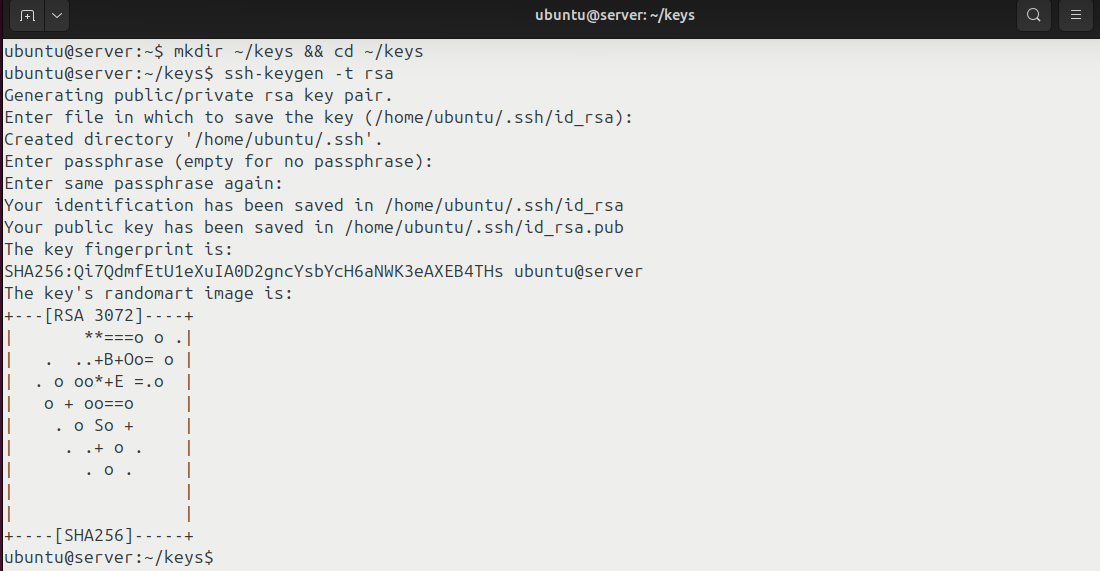 ubuntu@server: ~/keys
ubuntu@server:~$ mkdir ~/keys && cd ~/keys
ubuntu@server:~/keys$ ssh-keygen -t rsa
Generating public/private rsa key pair.
Enter file in which to save the key (/home/ubuntu/.ssh/id_rsa):
Created directory '/home/ubuntu/.ssh'.
Enter passphrase (empty for no passphrase):
Enter same passphrase again:
Your identification has been saved in /home/ubuntu/.ssh/id_rsa
Your public key has been saved in /home/ubuntu/.ssh/id_rsa.pub
The key fingerprint is:
SHA256:Qi7QdmfEtU1eXuIA0D2gncYsbYcH6aNWK3eAXEB4THs ubuntu@server
The key's randomart image is:
+---[RSA 3072]----+
|       **===o o .|
|   .  ..+B+Oo= o |
|  . o oo*+E =.o  |
|   o + oo==o     |
|    . o So +     |
|     . .+ o .    |
|       . o .     |
|                 |
|                 |
+----[SHA256]-----+
ubuntu@server:~/keys$